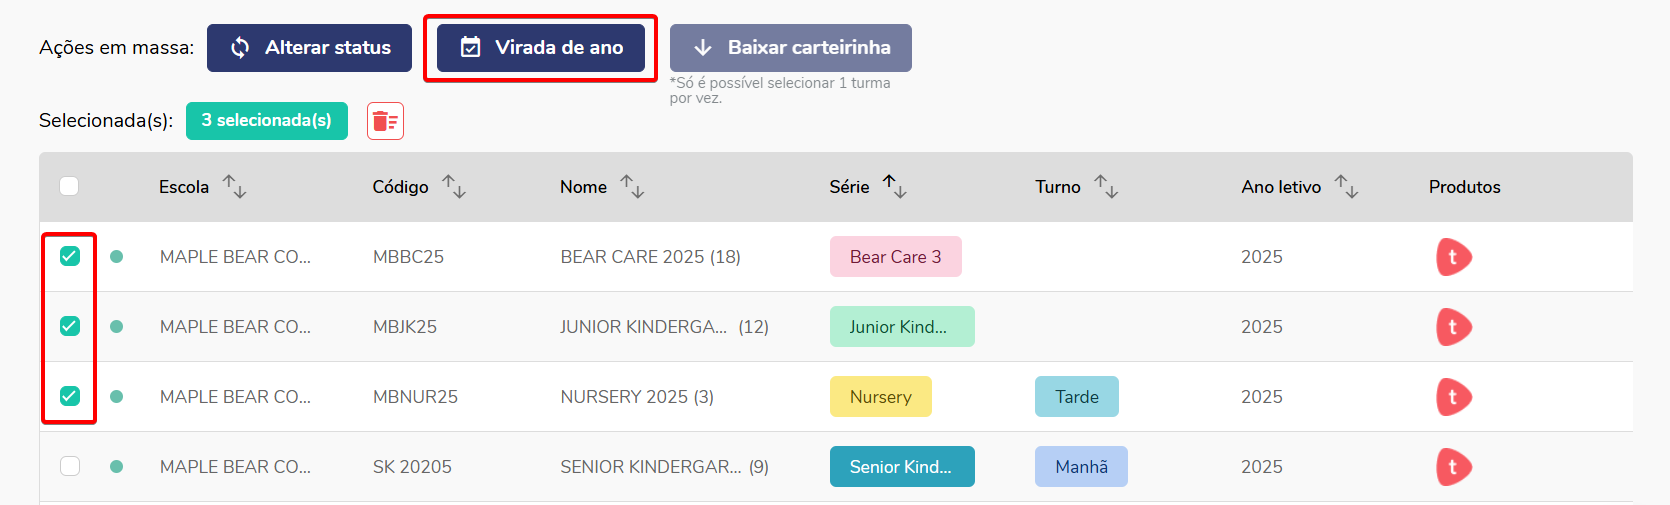 Ações em massa: Alterar status Virada de ano Baixar carteirinha
*Só é possível selecionar 1 turma
por vez.
Selecionada(s): 3 selecionada(s)
Escola Código Nome Série Turno Ano letivo Produtos
MAPLE BEAR CO... MBBC25 BEAR CARE 2025 (18) Bear Care 3 2025 t
MAPLE BEAR CO... MBJK25 JUNIOR KINDERGA... (12) Junior Kind... 2025 t
MAPLE BEAR CO... MBNUR25 NURSERY 2025 (3) Nursery Tarde 2025 t
MAPLE BEAR CO... SK 20205 SENIOR KINDERGAR... (9) Senior Kind... Manhã 2025 t